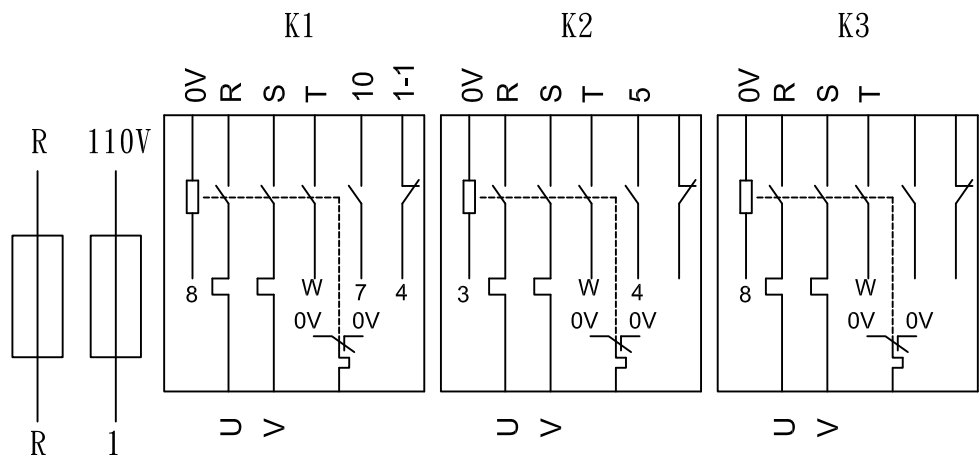 K1 K2 K3
0V R S T 10 1-1 0V R S T 5 0V R S T
R 110V
8 W 7 4 3 W 4 8 W
0V 0V 0V 0V 0V 0V
U V U V U V
R 1